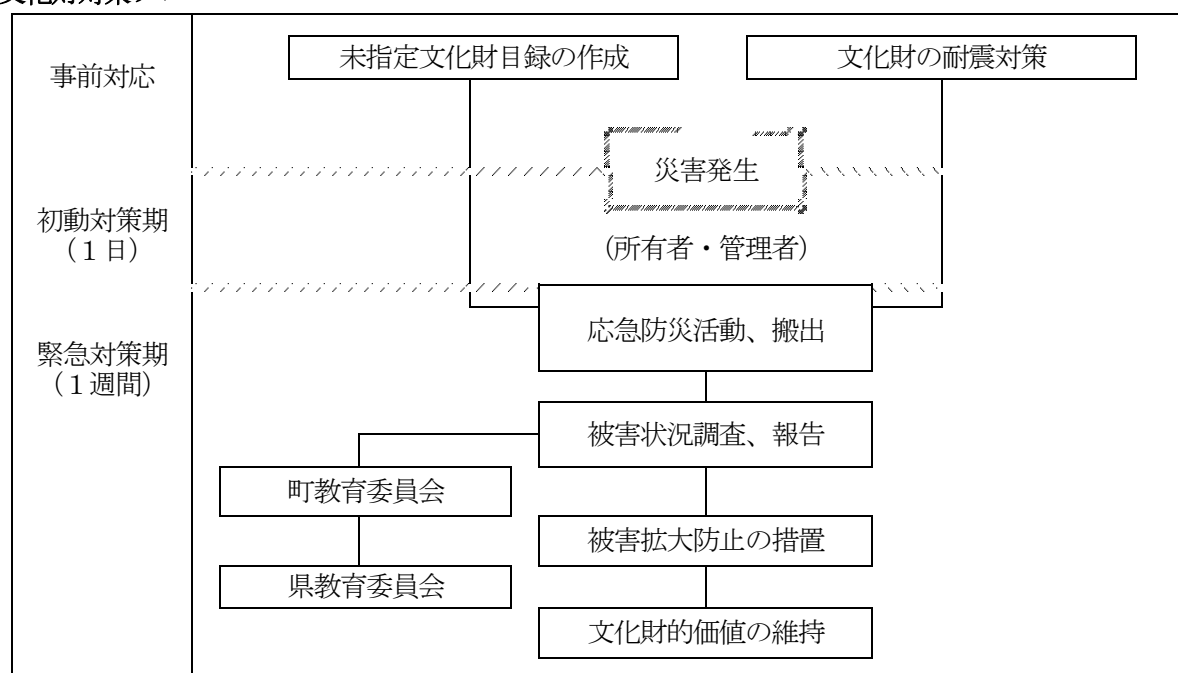 事前対応
未指定文化財目録の作成
文化財の耐震対策
災害発生
初動対策期
（１日）
（所有者・管理者）
応急防災活動、搬出
緊急対策期
（１週間）
被害状況調査、報告
町教育委員会
被害拡大防止の措置
県教育委員会
文化財的価値の維持